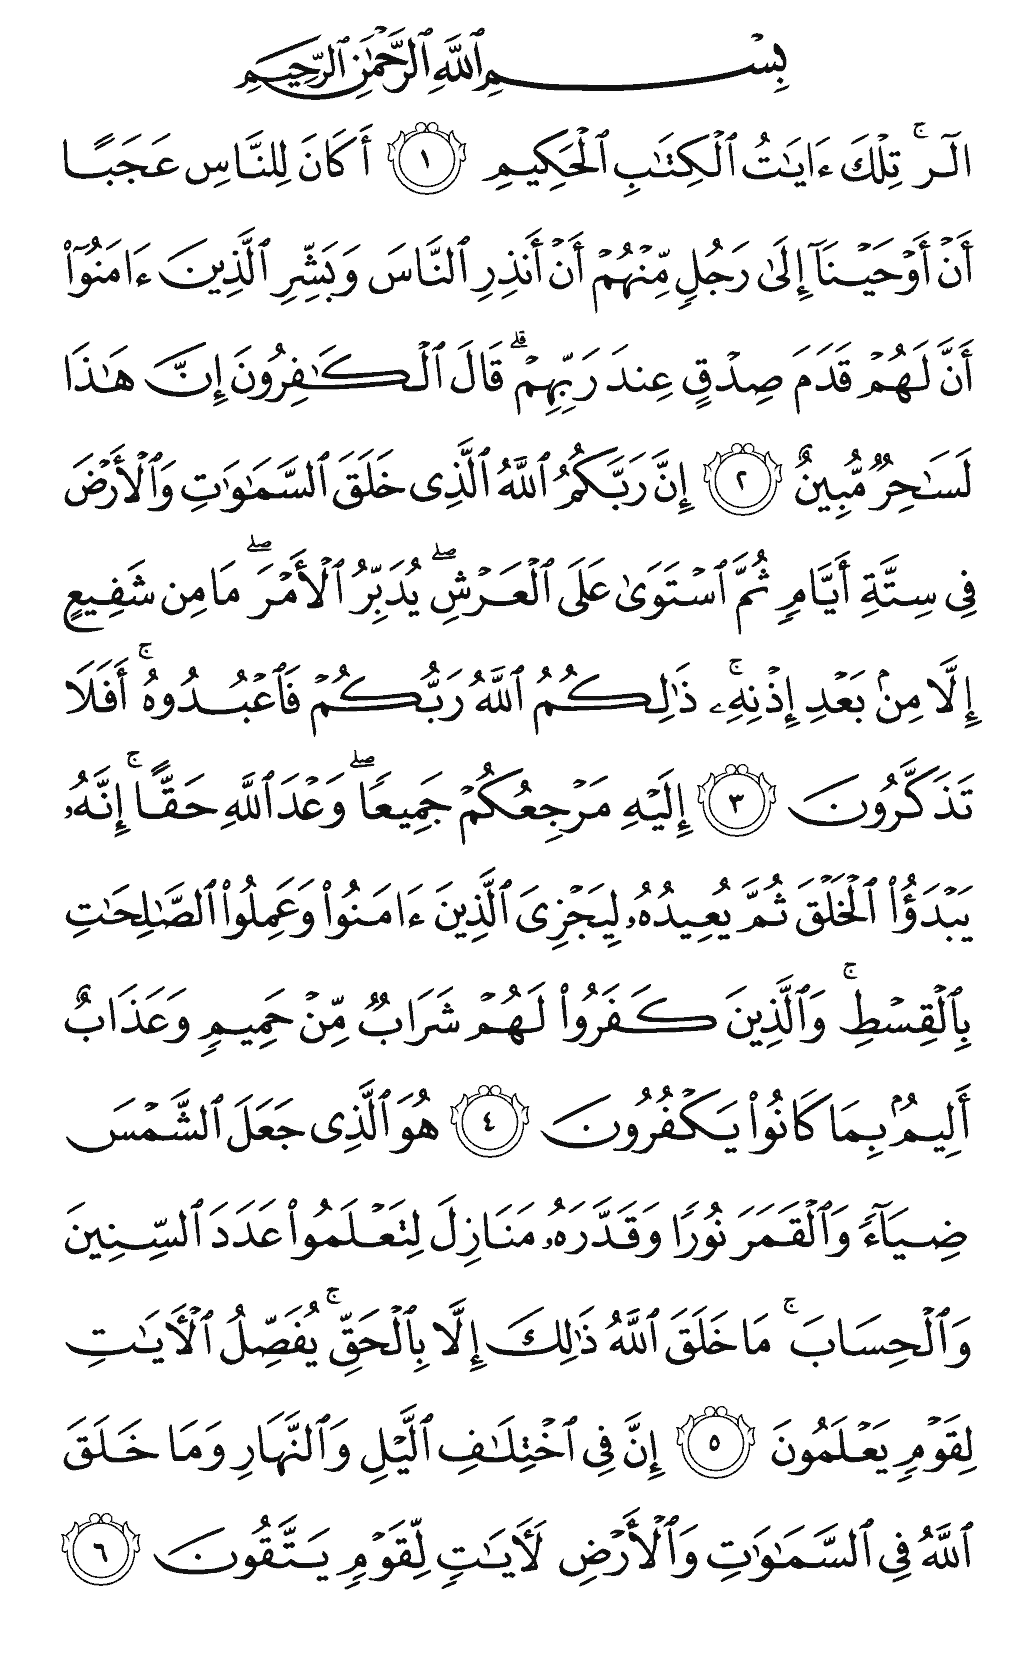 بِسْمِ ٱللَّهِ ٱلرَّحْمَٰنِ ٱلرَّحِيمِ
الٓر ۚ تِلْكَ ءَايَٰتُ ٱلْكِتَٰبِ ٱلْحَكِيمِ ١ أَكَانَ لِلنَّاسِ عَجَبًا
أَنْ أَوْحَيْنَآ إِلَىٰ رَجُلٍ مِّنْهُمْ أَنْ أَنذِرِ ٱلنَّاسَ وَبَشِّرِ ٱلَّذِينَ ءَامَنُوٓا۟
أَنَّ لَهُمْ قَدَمَ صِدْقٍ عِندَ رَبِّهِمْ ۗ قَالَ ٱلْكَٰفِرُونَ إِنَّ هَٰذَا
لَسَٰحِرٌ مُّبِينٌ ٢ إِنَّ رَبَّكُمُ ٱللَّهُ ٱلَّذِى خَلَقَ ٱلسَّمَٰوَٰتِ وَٱلْأَرْضَ
فِى سِتَّةِ أَيَّامٍ ثُمَّ ٱسْتَوَىٰ عَلَى ٱلْعَرْشِ ۖ يُدَبِّرُ ٱلْأَمْرَ ۖ مَا مِن شَفِيعٍ
إِلَّا مِنۢ بَعْدِ إِذْنِهِۦ ۚ ذَٰلِكُمُ ٱللَّهُ رَبُّكُمْ فَٱعْبُدُوهُ ۚ أَفَلَا
تَذَكَّرُونَ ٣ إِلَيْهِ مَرْجِعُكُمْ جَمِيعًا ۖ وَعْدَ ٱللَّهِ حَقًّا ۚ إِنَّهُۥ
يَبْدَؤُا۟ ٱلْخَلْقَ ثُمَّ يُعِيدُهُۥ لِيَجْزِىَ ٱلَّذِينَ ءَامَنُوا۟ وَعَمِلُوا۟ ٱلصَّٰلِحَٰتِ
بِٱلْقِسْطِ ۚ وَٱلَّذِينَ كَفَرُوا۟ لَهُمْ شَرَابٌ مِّنْ حَمِيمٍ وَعَذَابٌ
أَلِيمٌۢ بِمَا كَانُوا۟ يَكْفُرُونَ ٤ هُوَ ٱلَّذِى جَعَلَ ٱلشَّمْسَ
ضِيَآءً وَٱلْقَمَرَ نُورًا وَقَدَّرَهُۥ مَنَازِلَ لِتَعْلَمُوا۟ عَدَدَ ٱلسِّنِينَ
وَٱلْحِسَابَ ۚ مَا خَلَقَ ٱللَّهُ ذَٰلِكَ إِلَّا بِٱلْحَقِّ ۚ يُفَصِّلُ ٱلْءَايَٰتِ
لِقَوْمٍ يَعْلَمُونَ ٥ إِنَّ فِى ٱخْتِلَٰفِ ٱلَّيْلِ وَٱلنَّهَارِ وَمَا خَلَقَ
ٱللَّهُ فِى ٱلسَّمَٰوَٰتِ وَٱلْأَرْضِ لَءَايَٰتٍ لِّقَوْمٍ يَتَّقُونَ ٦